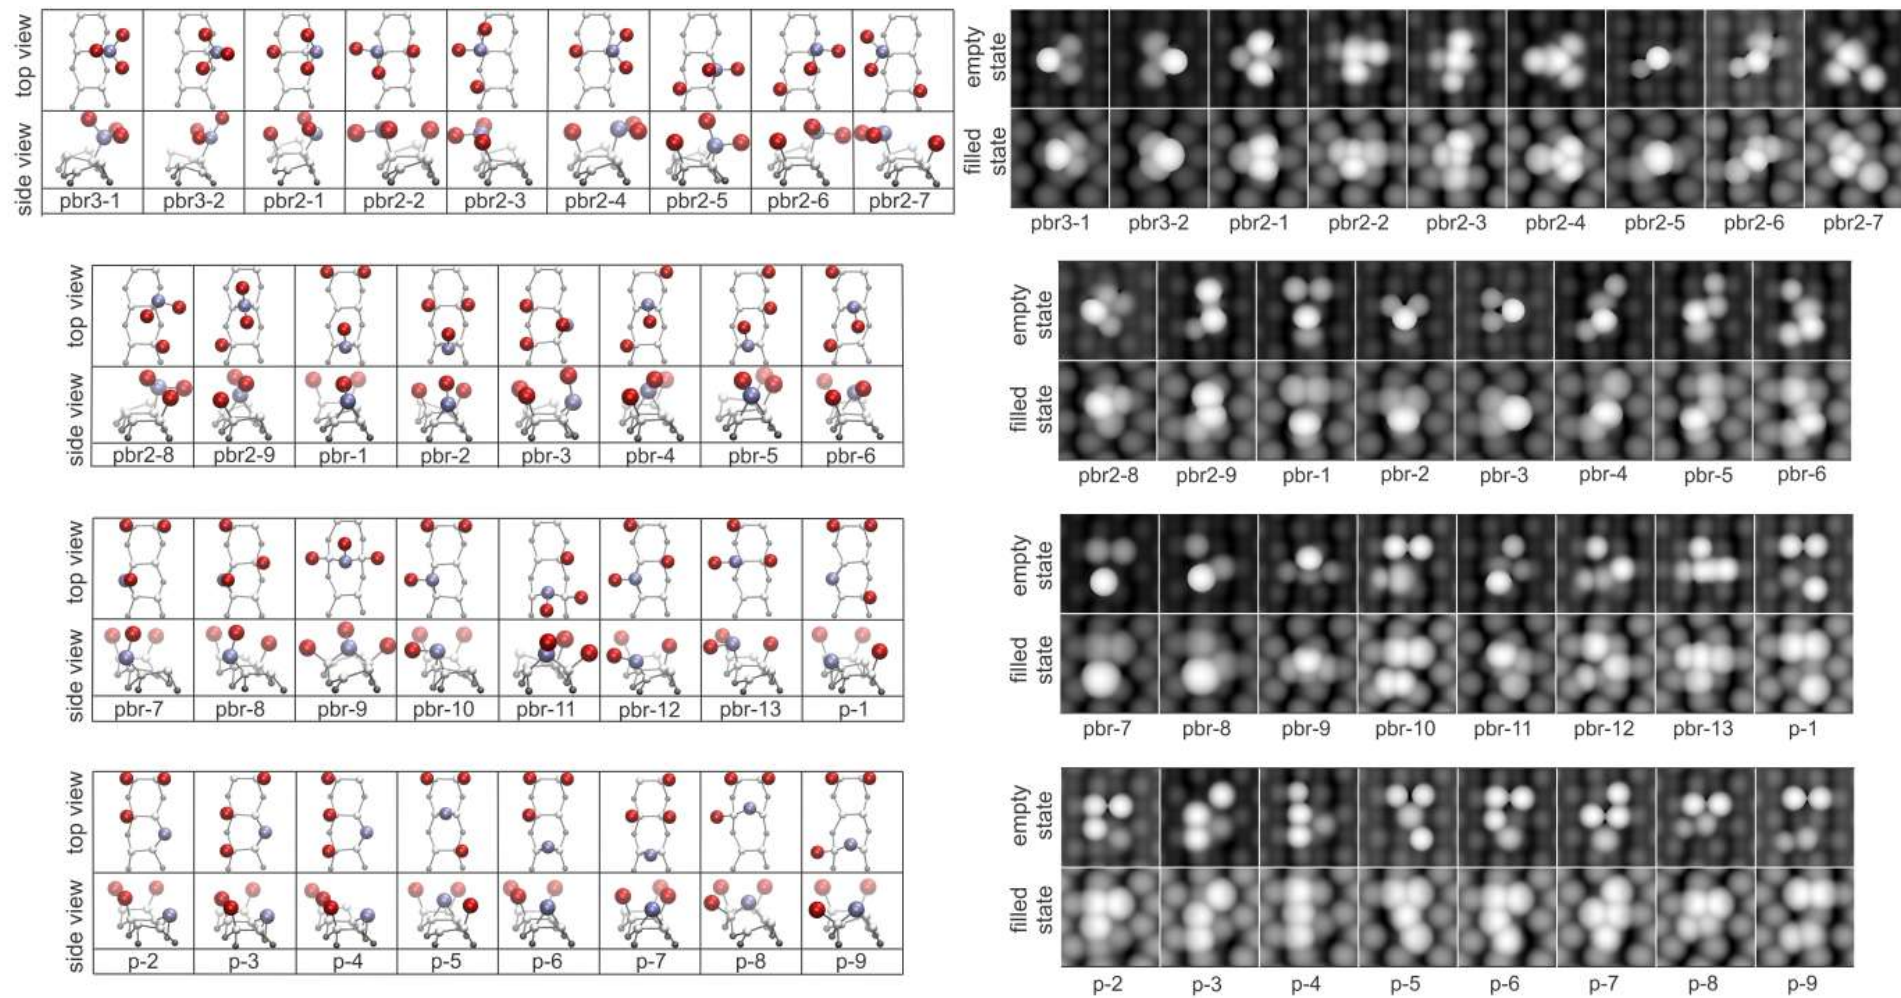 top view
side view
pbr3-1 pbr3-2 pbr2-1 pbr2-2 pbr2-3 pbr2-4 pbr2-5 pbr2-6 pbr2-7
empty
state
filled
state
pbr3-1 pbr3-2 pbr2-1 pbr2-2 pbr2-3 pbr2-4 pbr2-5 pbr2-6 pbr2-7
top view
side view
pbr2-8 pbr2-9 pbr-1 pbr-2 pbr-3 pbr-4 pbr-5 pbr-6
empty
state
filled
state
pbr2-8 pbr2-9 pbr-1 pbr-2 pbr-3 pbr-4 pbr-5 pbr-6
top view
side view
pbr-7 pbr-8 pbr-9 pbr-10 pbr-11 pbr-12 pbr-13 p-1
empty
state
filled
state
pbr-7 pbr-8 pbr-9 pbr-10 pbr-11 pbr-12 pbr-13 p-1
top view
side view
p-2 p-3 p-4 p-5 p-6 p-7 p-8 p-9
empty
state
filled
state
p-2 p-3 p-4 p-5 p-6 p-7 p-8 p-9